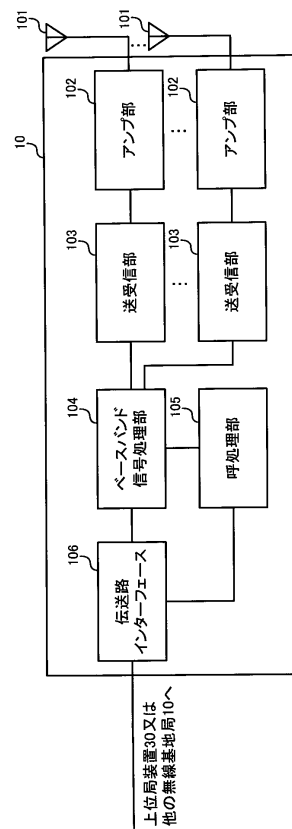 10
101
101
102
アンプ部
102
アンプ部
103
送受信部
103
送受信部
104
ベースバンド
信号処理部
105
呼処理部
106
伝送路
インターフェース
上位局装置30又は
他の無線基地局10へ